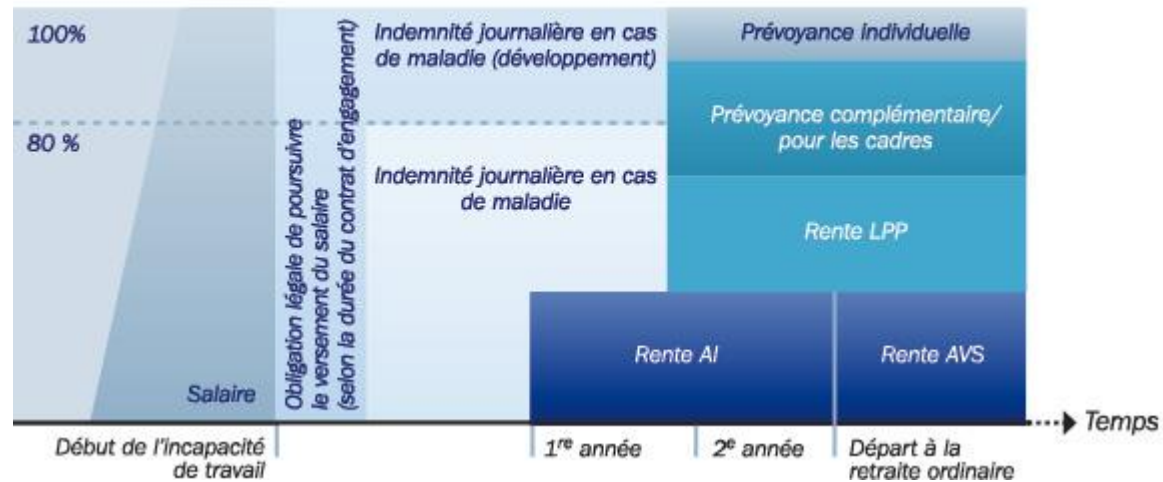 100%
80 %
Salaire
Obligation légale de poursuivre
le versement du salaire
(selon la durée du contrat d'engagement)
Indemnité journalière en cas
de maladie (développement)
Indemnité journalière en cas
de maladie
Prévoyance individuelle
Prévoyance complémentaire/
pour les cadres
Rente LPP
Rente AI
Rente AVS
Temps
Début de l'incapacité
de travail
1re année
2e année
Départ à la
retraite ordinaire